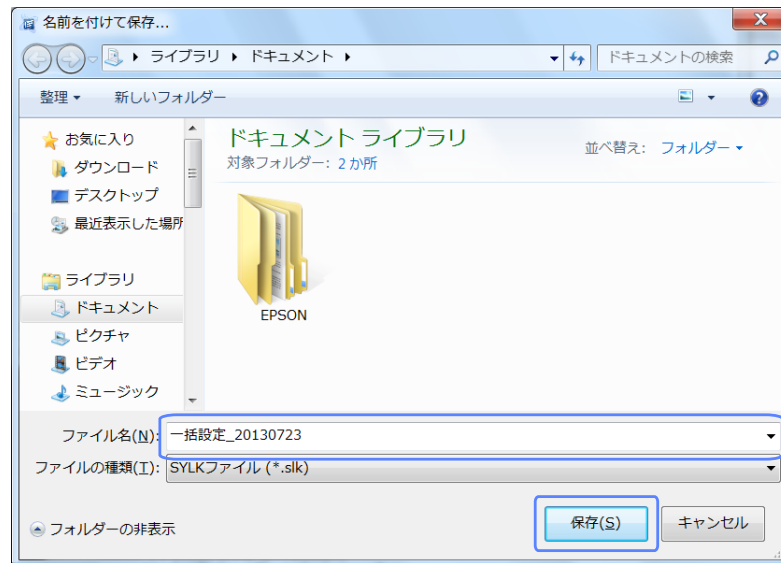 名前を付けて保存...
ライブラリ ドキュメント
ドキュメントの検索
整理 新しいフォルダー
お気に入り
ダウンロード
デスクトップ
最近表示した場所
ライブラリ
ドキュメント
ピクチャ
ビデオ
ミュージック
ドキュメント ライブラリ
対象フォルダー: 2 か所
並べ替え: フォルダー
EPSON
ファイル名(N): 一括設定_20130723
ファイルの種類(T): SYLKファイル (*.slk)
フォルダーの非表示
保存(S) キャンセル